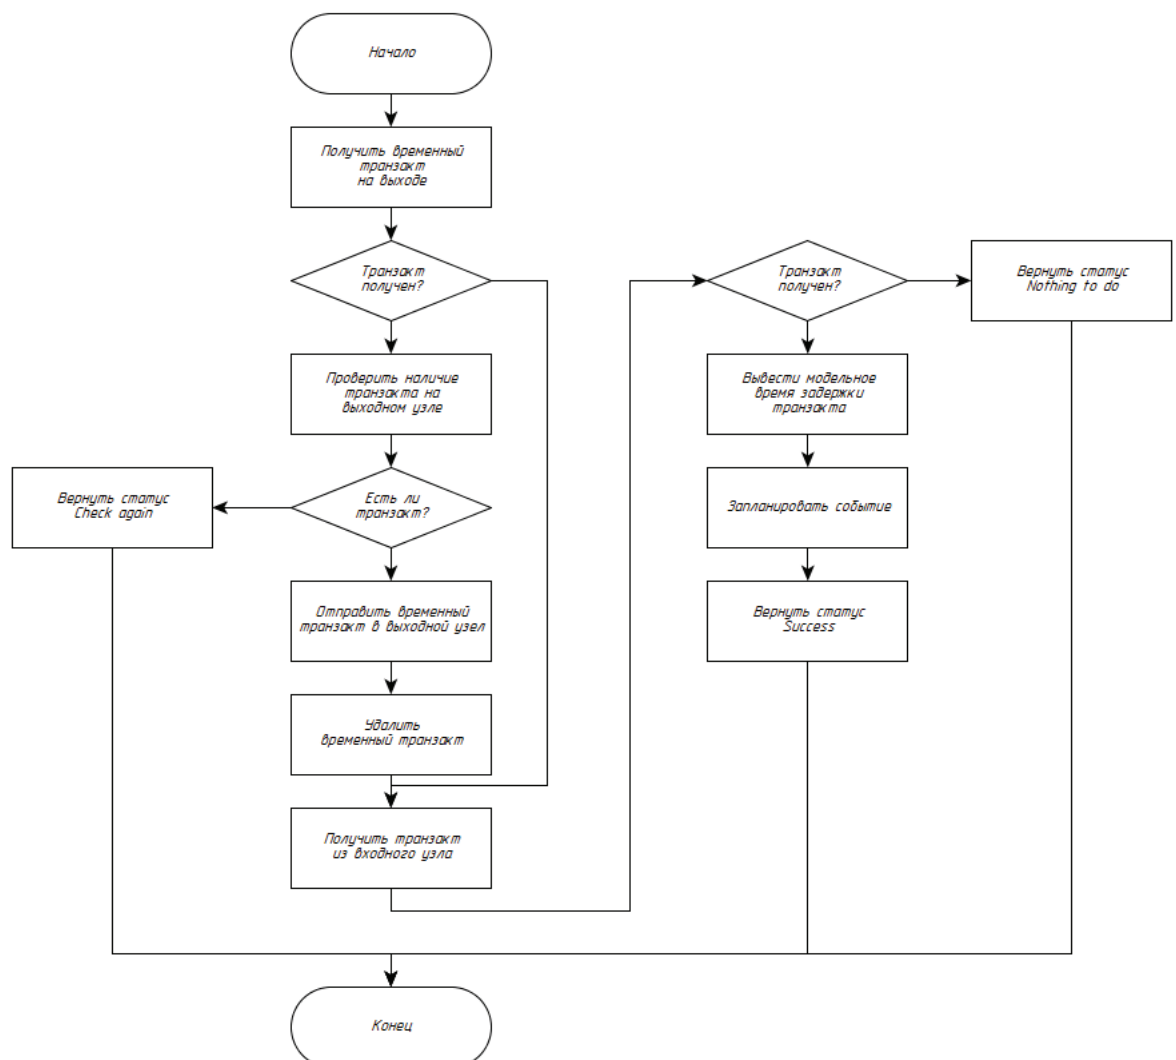 Начало
Получить временный
транзакт
на выходе
Транзакт
получен?
Проверить наличие
транзакта на
выходном узле
Есть ли
транзакт?
Вернуть статус
Check again
Отправить временный
транзакт в выходной узел
Удалить
временный транзакт
Получить транзакт
из входного узла
Транзакт
получен?
Вернуть статус
Nothing to do
Вывести модельное
время задержки
транзакта
Запланировать событие
Вернуть статус
Success
Конец